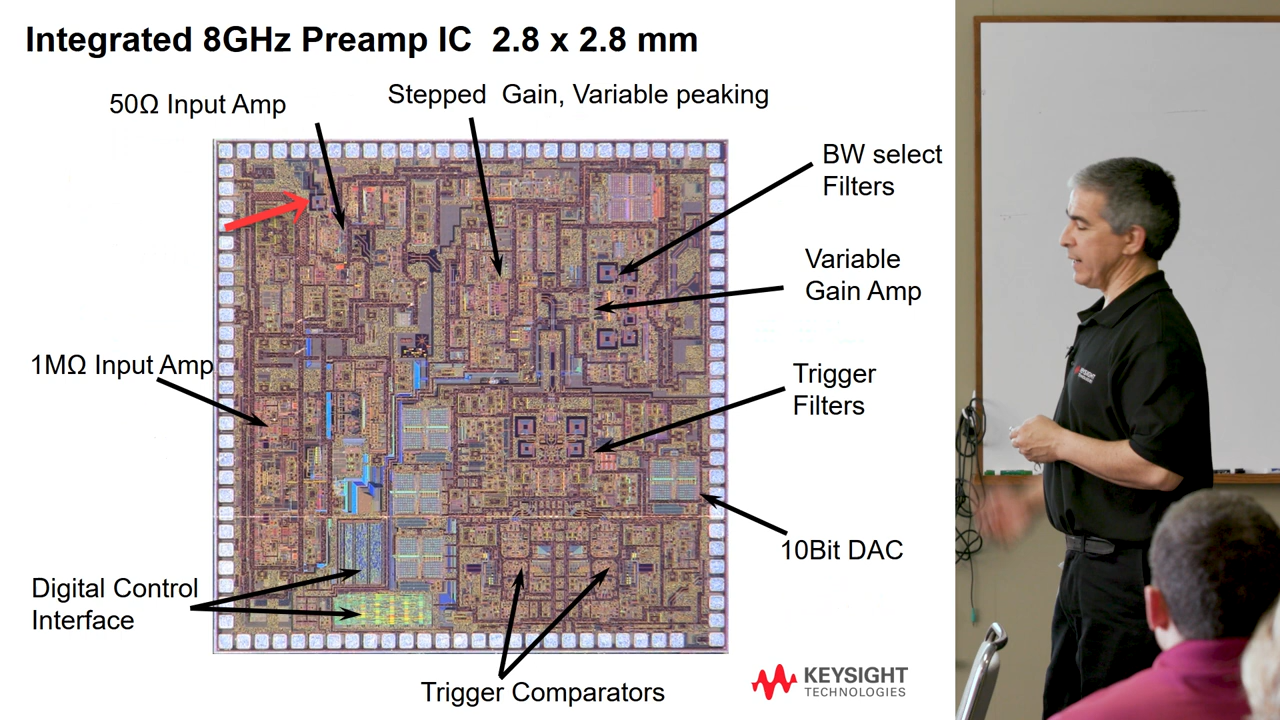 Integrated 8GHz Preamp IC  2.8 x 2.8 mm
50Ω Input Amp
Stepped  Gain, Variable peaking
BW select
Filters
Variable
Gain Amp
1MΩ Input Amp
Trigger
Filters
10Bit DAC
Digital Control
Interface
Trigger Comparators
KEYSIGHT
TECHNOLOGIES
KEYSIGHT